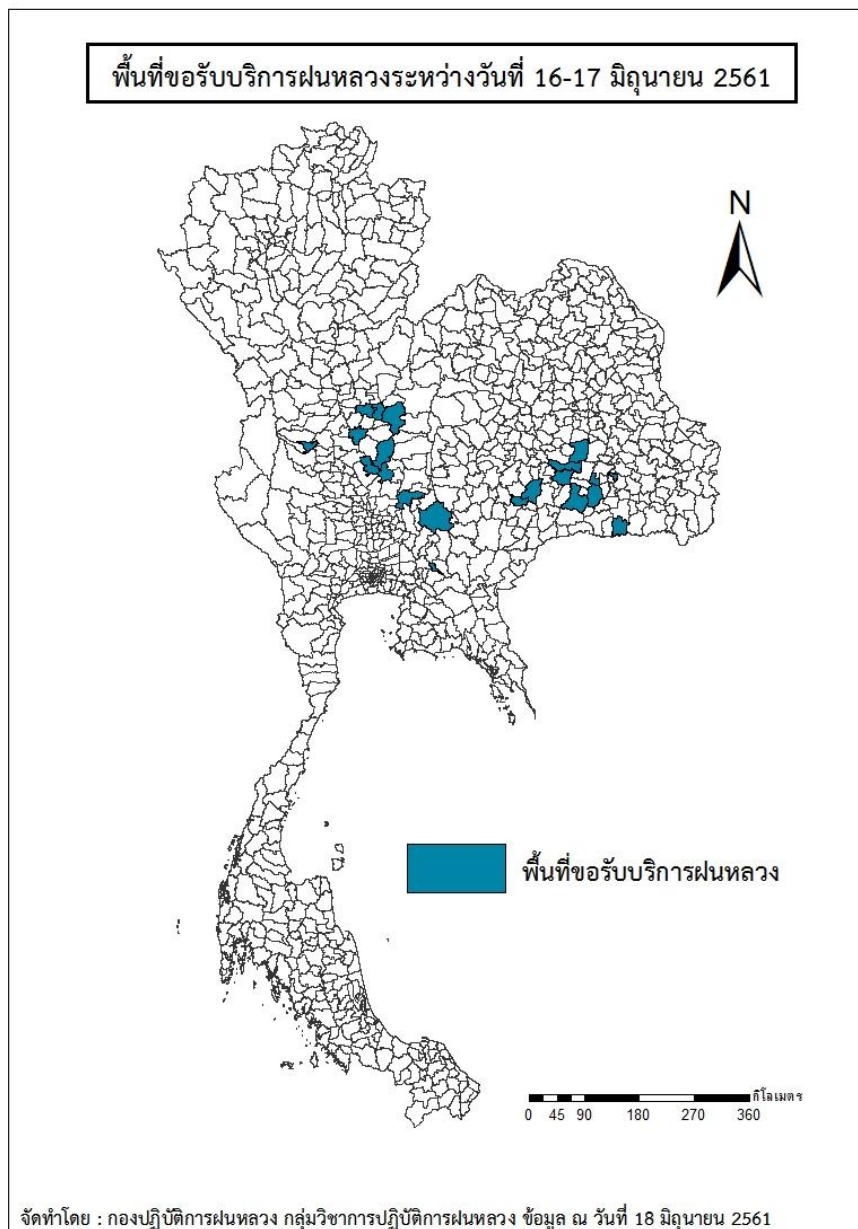 พื้นที่ขอรับบริการฝนหลวงระหว่างวันที่ 16-17 มิถุนายน 2561
N
พื้นที่ขอรับบริการฝนหลวง
กิโลเมตร
0 45 90 180 270 360
จัดทำโดย : กองปฏิบัติการฝนหลวง กลุ่มวิชาการปฏิบัติการฝนหลวง ข้อมูล ณ วันที่ 18 มิถุนายน 2561